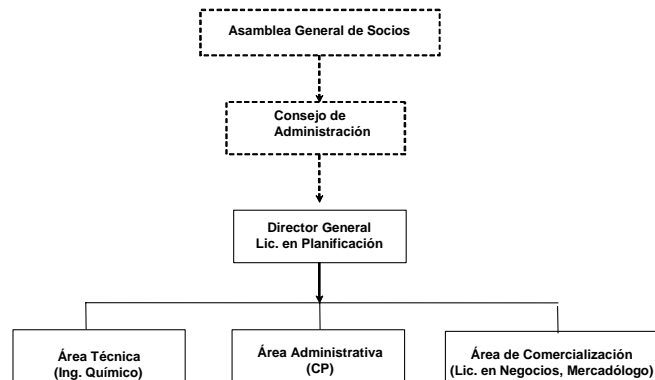 Asamblea General de Socios
Consejo de
Administración
Director General
Lic. en Planificación
Área Técnica
(Ing. Químico)
Área Administrativa
(CP)
Área de Comercialización
(Lic. en Negocios, Mercadólogo)